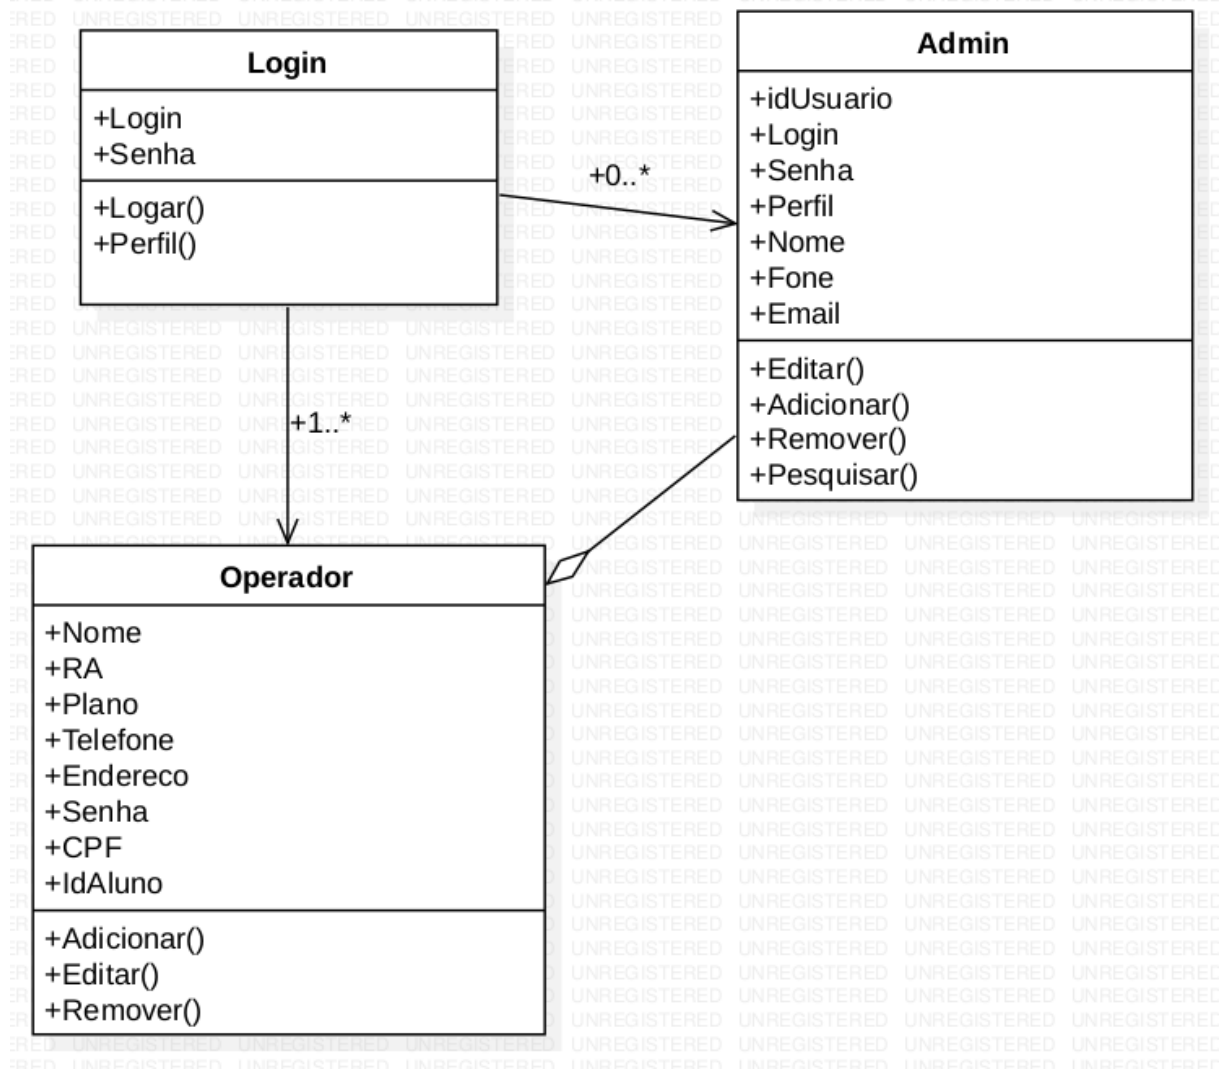 Login
+Login
+Senha
+Logar()
+Perfil()
+0..*
Admin
+idUsuario
+Login
+Senha
+Perfil
+Nome
+Fone
+Email
+Editar()
+Adicionar()
+Remover()
+Pesquisar()
+1..*
Operador
+Nome
+RA
+Plano
+Telefone
+Endereco
+Senha
+CPF
+IdAluno
+Adicionar()
+Editar()
+Remover()
UNREGISTERED